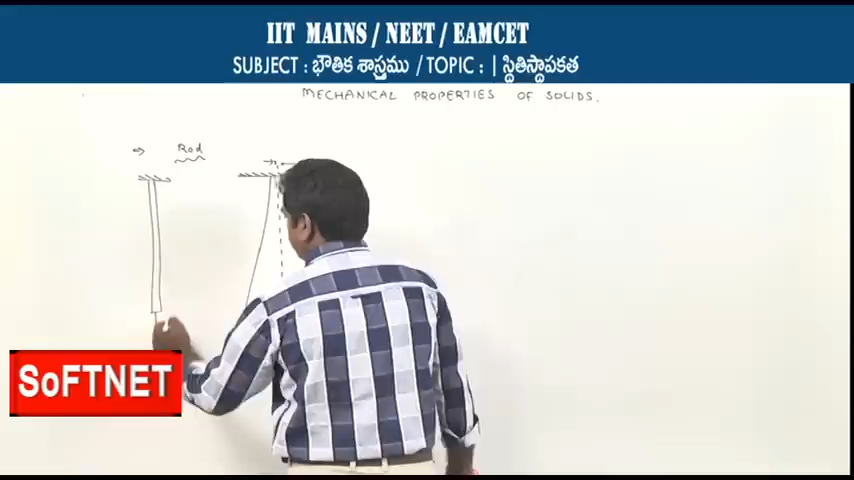 IIT MAINS / NEET / EAMCET
SUBJECT : భౌతిక శాస్త్రము / TOPIC : | స్థితిస్థాపకత
MECHANICAL PROPERTIES OF SOLIDS.
Rod
SoFTNET